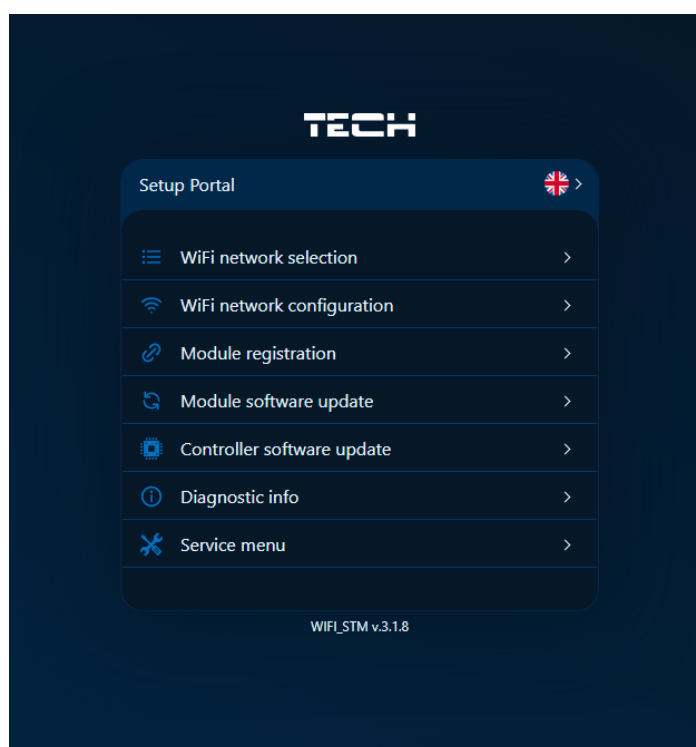 TECH
Setup Portal
WiFi network selection
WiFi network configuration
Module registration
Module software update
Controller software update
Diagnostic info
Service menu
WIFI_STM v.3.1.8